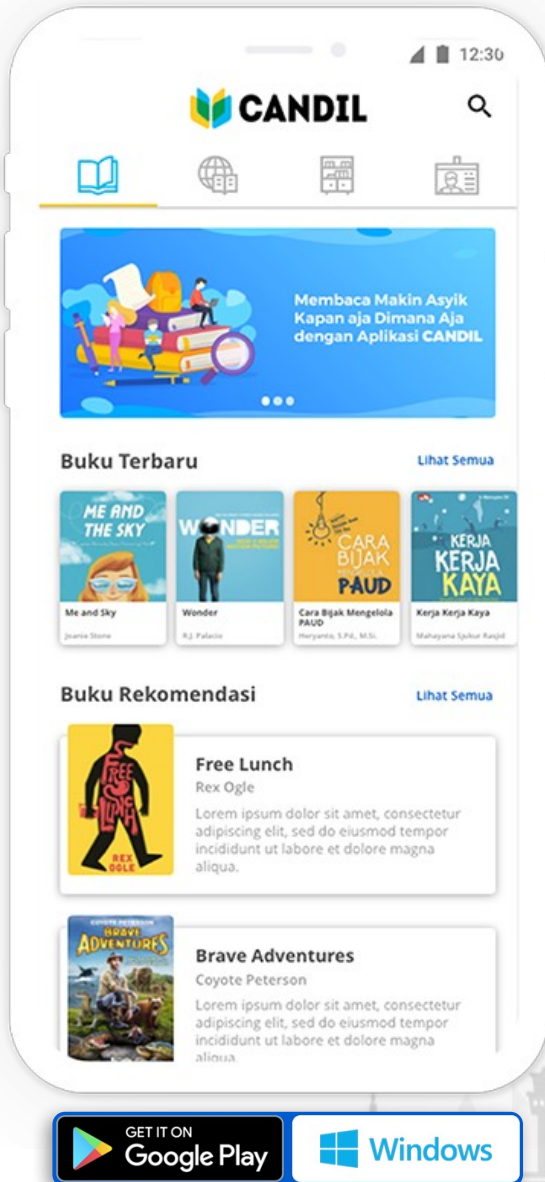 12:30
CANDIL
Membaca Makin Asyik
Kapan aja Dimana Aja
dengan Aplikasi CANDIL
Buku Terbaru
Lihat Semua
ME AND
THE SKY
WONDER
CARA
BIJAK
MENGELOLA
PAUD
KERJA
KERJA
KAYA
Me and Sky
Wonder
Cara Bijak Mengelola
PAUD
Kerja Kerja Kaya
Joanie Stone
R.J. Palacio
Heryanto, S.Pd., M.Si.
Mahayana Sjukur Rasjid
Buku Rekomendasi
Lihat Semua
FREE
LUNCH
REX
OGLE
Free Lunch
Rex Ogle
Lorem ipsum dolor sit amet, consectetur
adipiscing elit, sed do eiusmod tempor
incididunt ut labore et dolore magna
aliqua.
COYOTE PETERSON
BRAVE
ADVENTURES
Brave Adventures
Coyote Peterson
Lorem ipsum dolor sit amet, consectetur
adipiscing elit, sed do eiusmod tempor
incididunt ut labore et dolore magna
aliqua
GET IT ON
Google Play
Windows